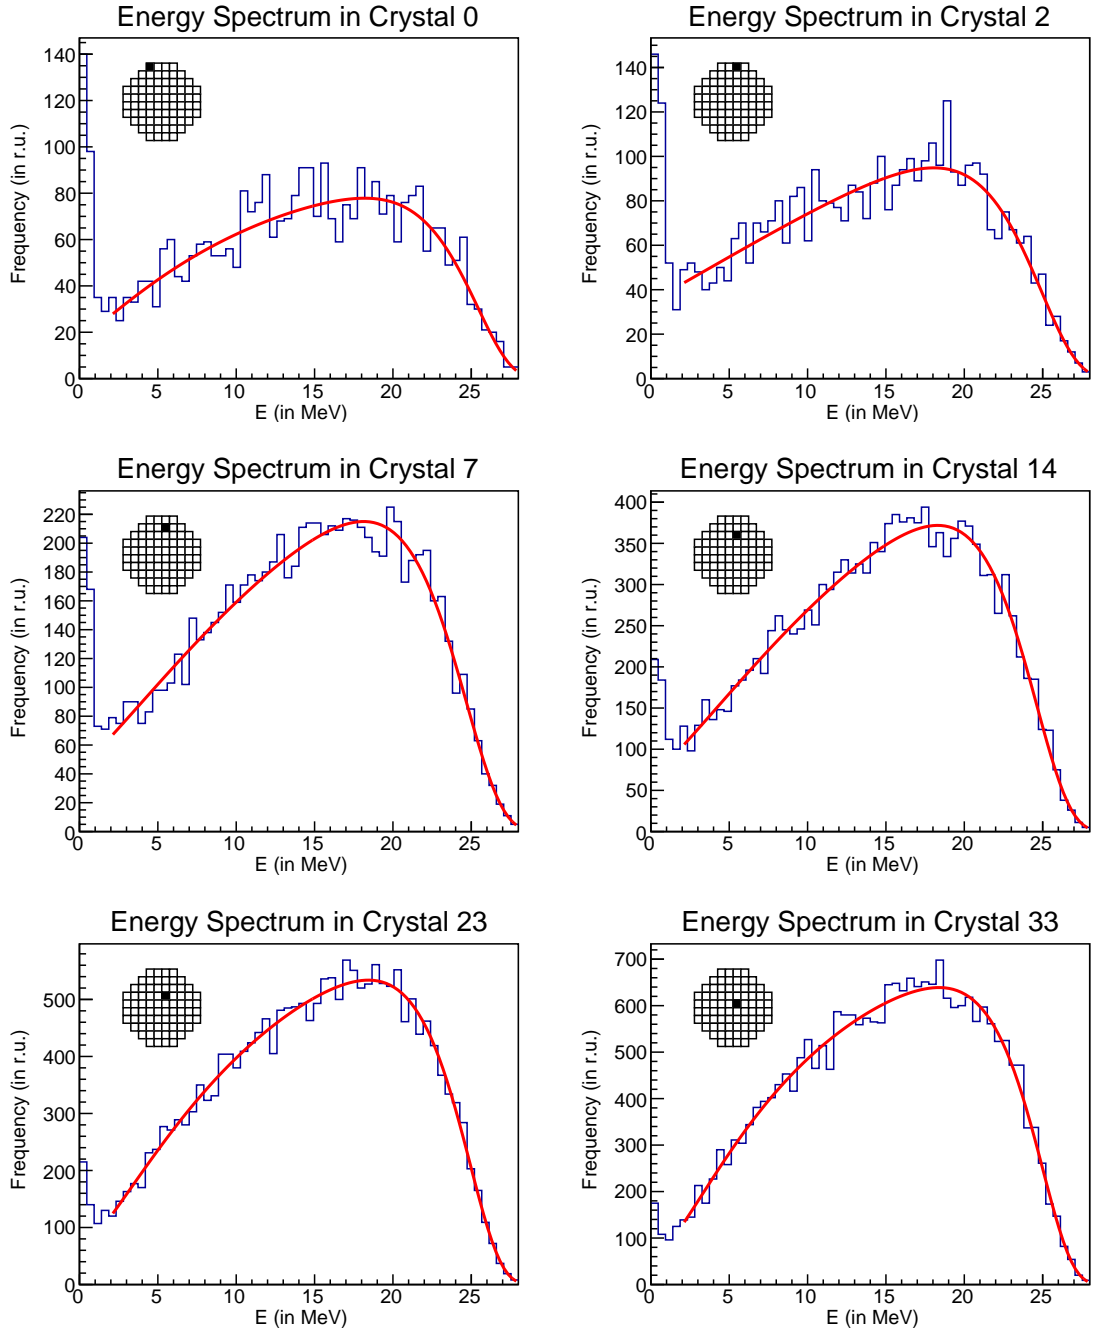 Energy Spectrum in Crystal 0
Frequency (in r.u.)
140
120
100
80
60
40
20
0
0 5 10 15 20 25
E (in MeV)
Energy Spectrum in Crystal 2
Frequency (in r.u.)
140
120
100
80
60
40
20
0
0 5 10 15 20 25
E (in MeV)
Energy Spectrum in Crystal 7
Frequency (in r.u.)
220
200
180
160
140
120
100
80
60
40
20
0
0 5 10 15 20 25
E (in MeV)
Energy Spectrum in Crystal 14
Frequency (in r.u.)
400
350
300
250
200
150
100
50
0
0 5 10 15 20 25
E (in MeV)
Energy Spectrum in Crystal 23
Frequency (in r.u.)
500
400
300
200
100
0
0 5 10 15 20 25
E (in MeV)
Energy Spectrum in Crystal 33
Frequency (in r.u.)
700
600
500
400
300
200
100
0
0 5 10 15 20 25
E (in MeV)